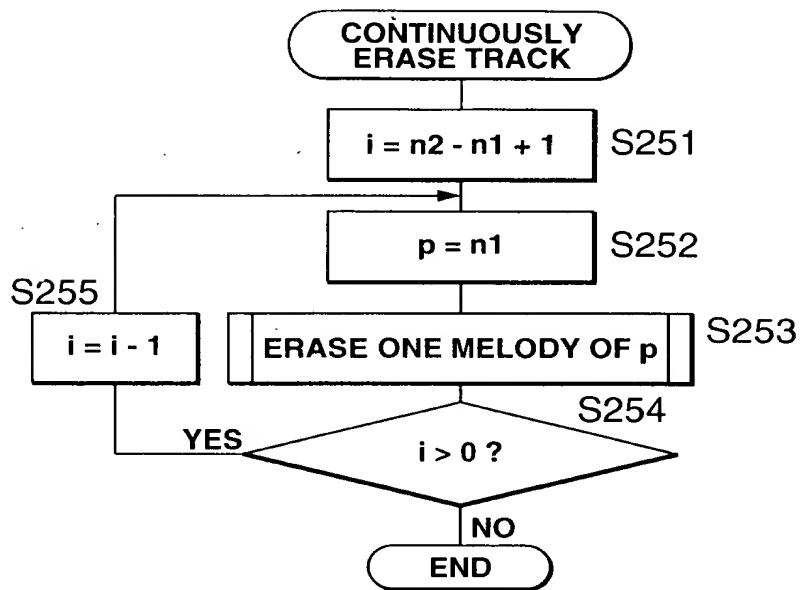 CONTINUOUSLY
ERASE TRACK
i = n2 - n1 + 1
S251
p = n1
S252
S255
i = i - 1
ERASE ONE MELODY OF p
S253
S254
YES
i > 0 ?
NO
END